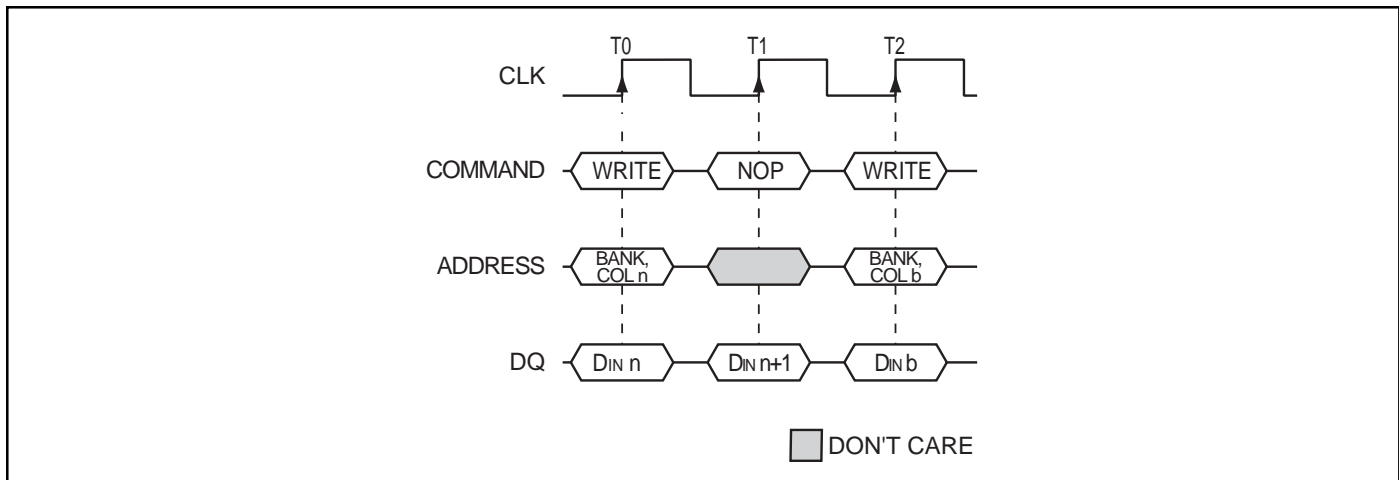 T0 T1 T2
CLK
COMMAND WRITE NOP WRITE
ADDRESS BANK, COL n BANK, COL b
DQ DIN n DIN n+1 DIN b
DON'T CARE